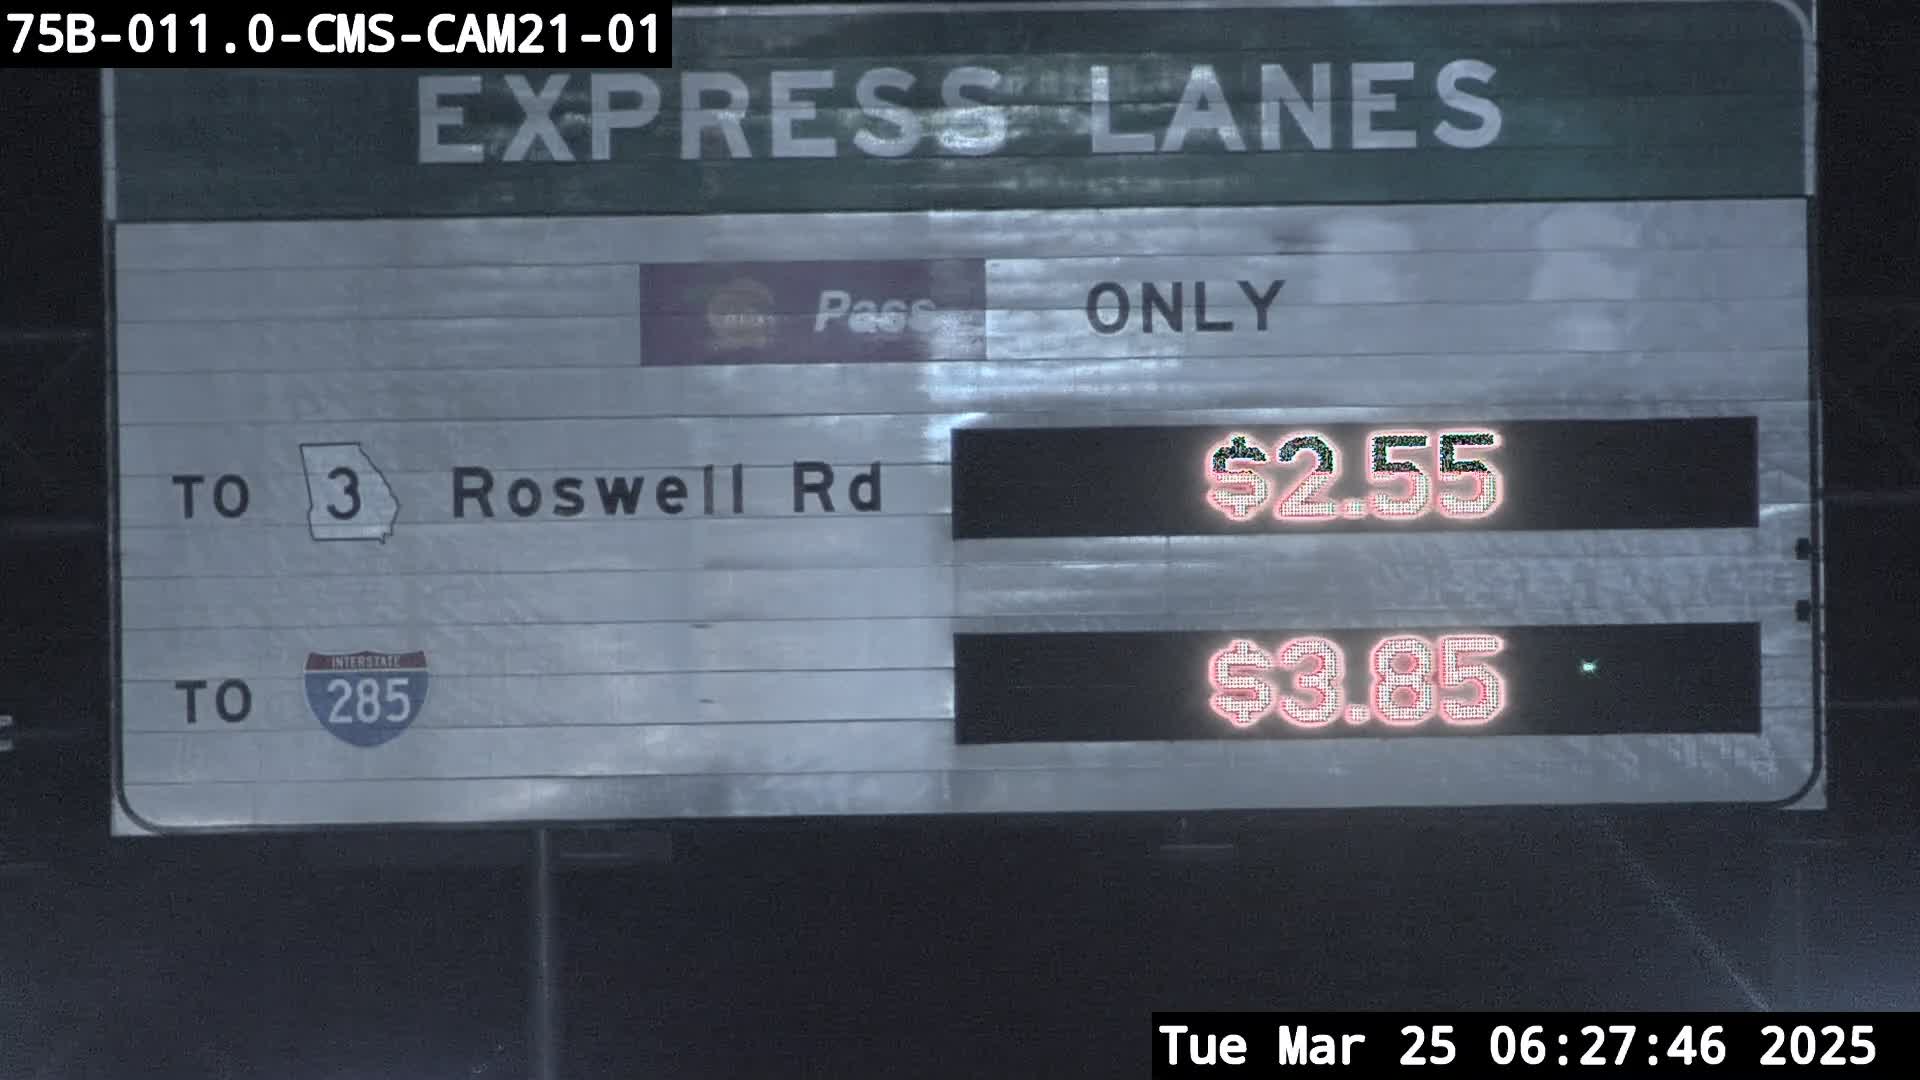 75B-011.0-CMS-CAM21-01
EXPRESS LANES
Pass ONLY
TO 3 Roswell Rd $2.55
INTERSTATE
TO 285 $3.85
Tue Mar 25 06:27:46 2025